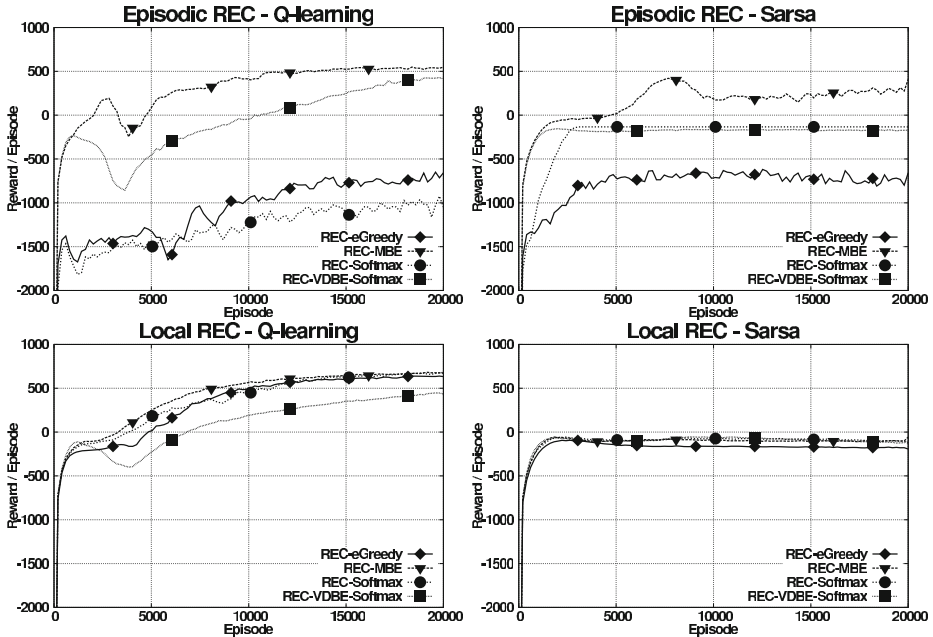 Episodic REC - Q-learning
Episodic REC - Sarsa
1000
500
0
-500
-1000
-1500
-2000
Reward / Episode
REC-eGreedy
REC-MBE
REC-Softmax
REC-VDBE-Softmax
0 5000 10000 15000 20000
Episode
1000
500
0
-500
-1000
-1500
-2000
Reward / Episode
REC-eGreedy
REC-MBE
REC-Softmax
REC-VDBE-Softmax
0 5000 10000 15000 20000
Episode
Local REC - Q-learning
Local REC - Sarsa
1000
500
0
-500
-1000
-1500
-2000
Reward / Episode
REC-eGreedy
REC-MBE
REC-Softmax
REC-VDBE-Softmax
0 5000 10000 15000 20000
Episode
1000
500
0
-500
-1000
-1500
-2000
Reward / Episode
REC-eGreedy
REC-MBE
REC-Softmax
REC-VDBE-Softmax
0 5000 10000 15000 20000
Episode